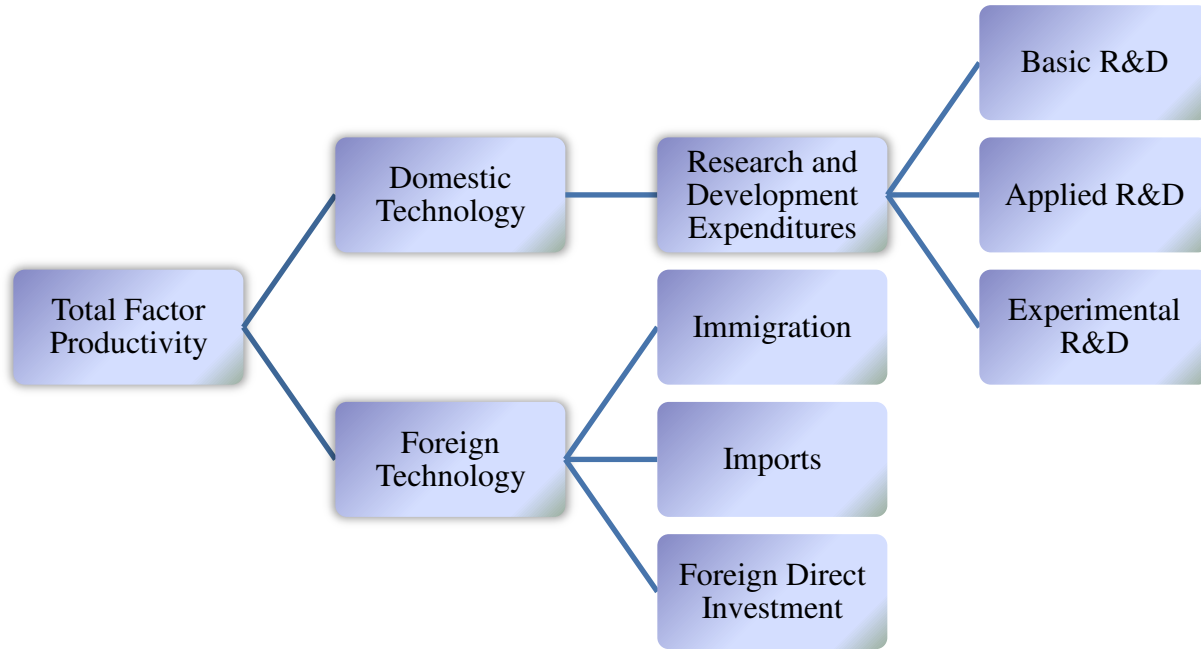 Total Factor
Productivity
Domestic
Technology
Foreign
Technology
Research and
Development
Expenditures
Immigration
Imports
Foreign Direct
Investment
Basic R&D
Applied R&D
Experimental
R&D